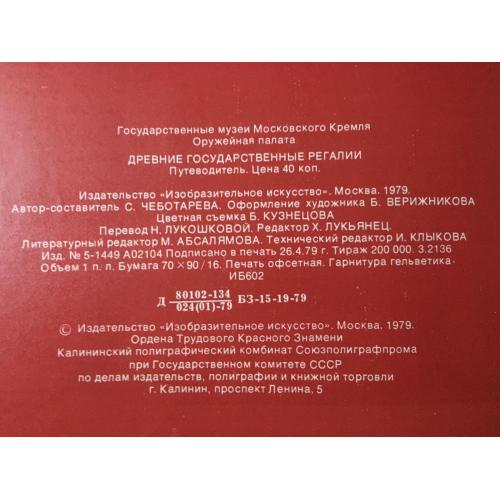 Государственные музеи Московского Кремля
Оружейная палата
ДРЕВНИЕ ГОСУДАРСТВЕННЫЕ РЕГАЛИИ
Путеводитель. Цена 40 коп.
Издательство «Изобразительное искусство». Москва. 1979.
Автор-составитель С. ЧЕБОТАРЕВА. Оформление художника Б. ВЕРИЖНИКОВА
Цветная съемка Б. КУЗНЕЦОВА
Перевод Н. ЛУКОШКОВОЙ. Редактор Х. ЛУКЬЯНЕЦ.
Литературный редактор М. АБСАЛЯМОВА. Технический редактор И. КЛЫКОВА
Изд. № 5-1449 А02104 Подписано в печать 26.4.79 г. Тираж 200 000. З.2136
Объем 1 п. л. Бумага 70 × 90 / 16. Печать офсетная. Гарнитура гельветика-
ИБ602
Д 80102-134 / 024(01)-79 БЗ-15-19-79
© Издательство «Изобразительное искусство». Москва. 1979.
Ордена Трудового Красного Знамени
Калининский полиграфический комбинат Союзполиграфпрома
при Государственном комитете СССР
по делам издательств, полиграфии и книжной торговли
г. Калинин, проспект Ленина, 5